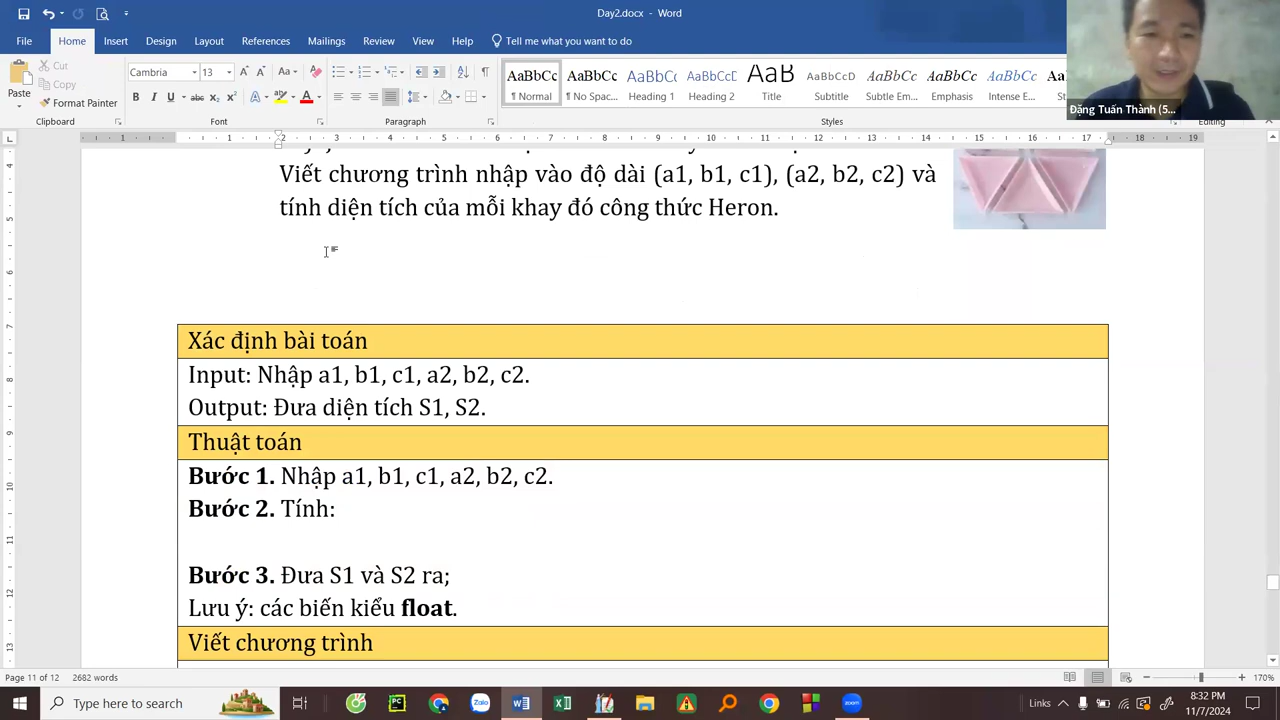 Day2.docx - Word
File Home Insert Design Layout References Mailings Review View Help Tell me what you want to do
Paste
Cut
Copy
Format Painter
Clipboard
Cambria 13
Font
Paragraph
AaBbCc AaBbCc AaBbCc AaBbCcD AaB AaBbCcD AaBbCc AaBbCc AaBbCc
¶ Normal ¶ No Spac... Heading 1 Heading 2 Title Subtitle Subtle Em... Emphasis Intense E...
Styles
Editing
Đặng Tuấn Thành (5...
Viết chương trình nhập vào độ dài (a1, b1, c1), (a2, b2, c2) và
tính diện tích của mỗi khay đó công thức Heron.
Xác định bài toán
Input: Nhập a1, b1, c1, a2, b2, c2.
Output: Đưa diện tích S1, S2.
Thuật toán
Bước 1. Nhập a1, b1, c1, a2, b2, c2.
Bước 2. Tính:
Bước 3. Đưa S1 và S2 ra;
Lưu ý: các biến kiểu float.
Viết chương trình
Page 11 of 12 2682 words
170%
Type here to search
Links
8:32 PM
11/7/2024